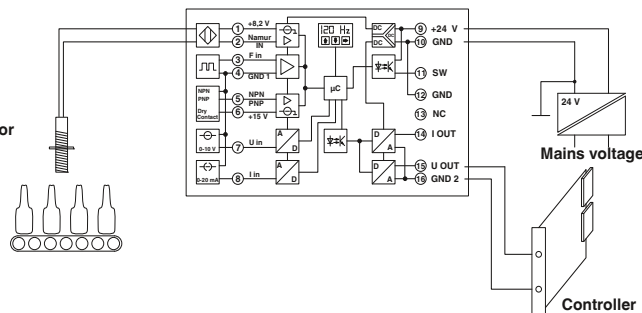 or
1 +8,2 V
2 Namur
IN
3 F in
4 GND 1
NPN
PNP
Dry
Contact
5 NPN
PNP
6 +15 V
0-10 V
7 U in
0-20 mA
8 I in
120 Hz
µC
A
D
A
D
DC
DC
DC
D
A
D
A
9 +24 V
10 GND
11 SW
12 GND
13 NC
14 I OUT
15 U OUT
16 GND 2
24 V
Mains voltage
Controller